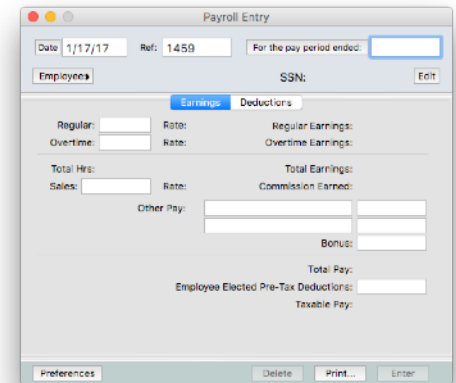 Payroll Entry
Date 1/17/17 Ref: 1459 For the pay period ended:
Employee SSN: Edit
Earnings Deductions
Regular: Rate: Regular Earnings:
Overtime: Rate: Overtime Earnings:
Total Hrs: Total Earnings:
Sales: Rate: Commission Earned:
Other Pay:
Bonus:
Total Pay:
Employee Elected Pre-Tax Deductions:
Taxable Pay:
Preferences Delete Print... Enter